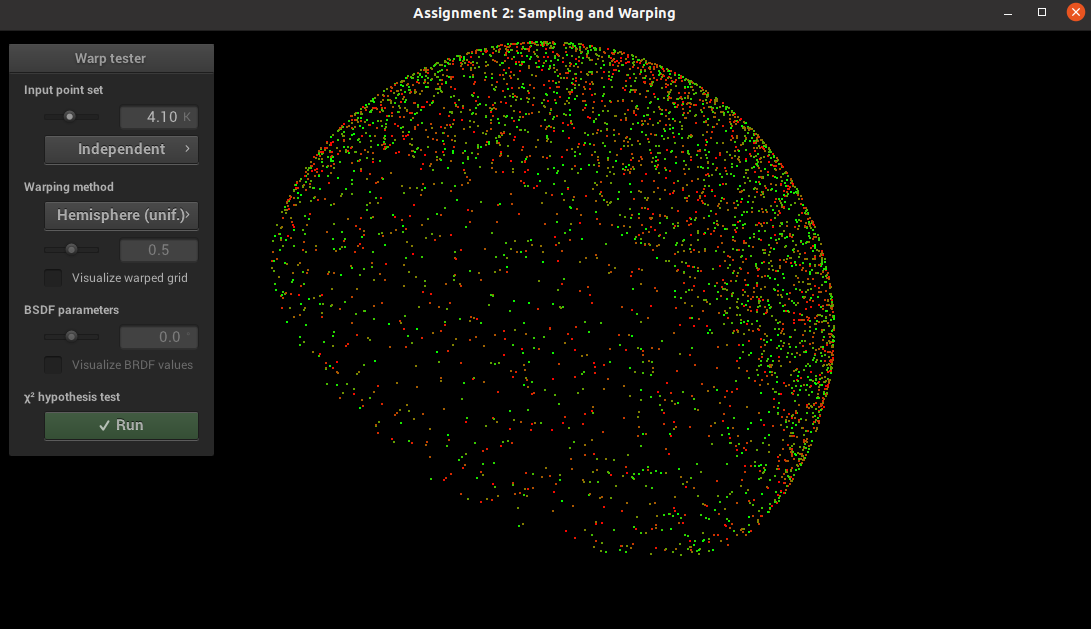 Assignment 2: Sampling and Warping
Warp tester
Input point set
4.10 K
Independent
Warping method
Hemisphere (unif.)
0.5
Visualize warped grid
BSDF parameters
0.0 °
Visualize BRDF values
χ² hypothesis test
Run